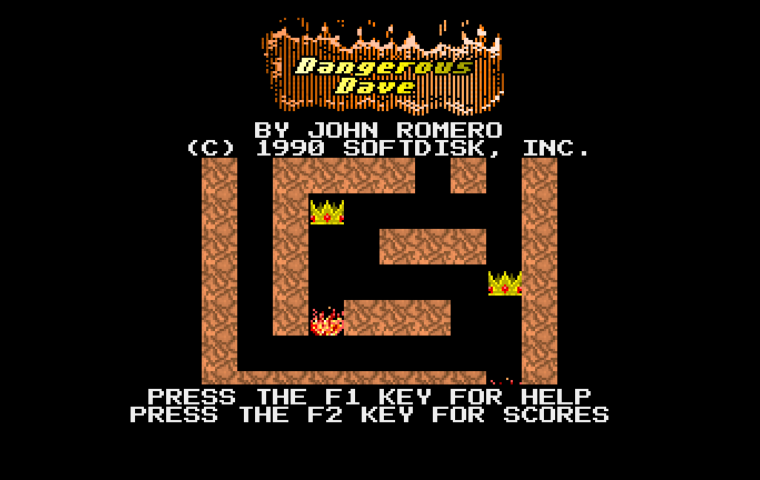 Dangerous
Dave
BY JOHN ROMERO
(C) 1990 SOFTDISK, INC.
PRESS THE F1 KEY FOR HELP
PRESS THE F2 KEY FOR SCORES